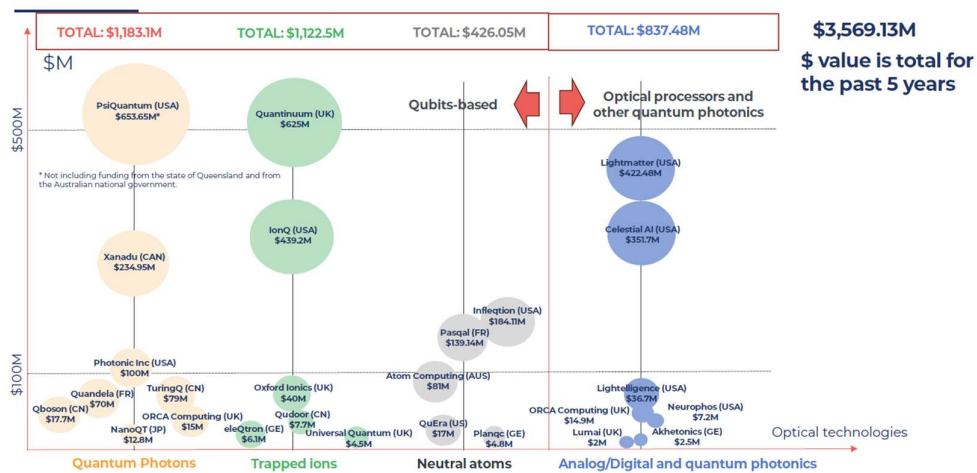 TOTAL: $1,183.1M
TOTAL: $1,122.5M
TOTAL: $426.05M
TOTAL: $837.48M
$3,569.13M
$ value is total for
the past 5 years
$M
$500M
$100M
Qubits-based
Optical processors and
other quantum photonics
PsiQuantum (USA)
$653.65M*
* Not including funding from the state of Queensland and from
the Australian national government.
Xanadu (CAN)
$234.95M
Photonic Inc (USA)
$100M
Quandela (FR)
$70M
TuringQ (CN)
$79M
Qboson (CN)
$17.7M
ORCA Computing (UK)
$15M
NanoQT (JP)
$12.8M
Quantinuum (UK)
$625M
IonQ (USA)
$439.2M
Oxford Ionics (UK)
$40M
Qudoor (CN)
$7.7M
eleQtron (GE)
$6.1M
Universal Quantum (UK)
$4.5M
Infleqtion (USA)
$184.11M
Pasqal (FR)
$139.14M
Atom Computing (AUS)
$81M
QuEra (US)
$17M
Planqc (GE)
$4.8M
Lightmatter (USA)
$422.48M
Celestial AI (USA)
$351.7M
Lightelligence (USA)
$36.7M
ORCA Computing (UK)
$14.9M
Neurophos (USA)
$7.2M
Lumai (UK)
$2M
Akhetonics (GE)
$2.5M
Optical technologies
Quantum Photons
Trapped ions
Neutral atoms
Analog/Digital and quantum photonics